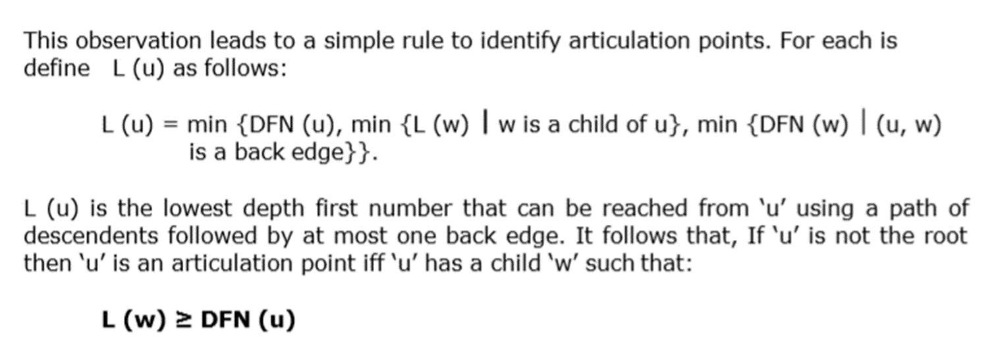 This observation leads to a simple rule to identify articulation points. For each is
define L (u) as follows:
L (u) = min {DFN (u), min {L (w) | w is a child of u}, min {DFN (w) | (u, w)
is a back edge}}.
L (u) is the lowest depth first number that can be reached from ‘u’ using a path of
descendents followed by at most one back edge. It follows that, If ‘u’ is not the root
then ‘u’ is an articulation point iff ‘u’ has a child ‘w’ such that:
L (w) ≥ DFN (u)